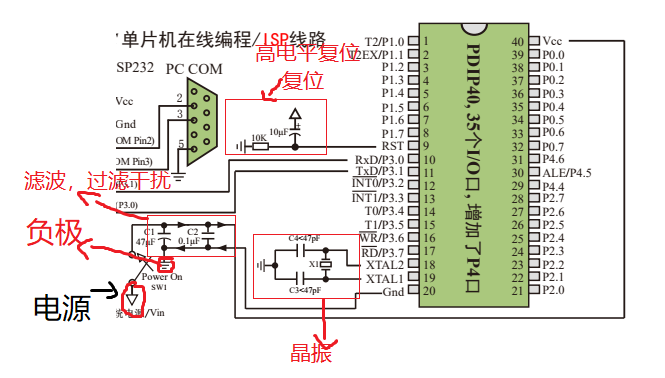 单片机在线编程/ISP线路
高电平复位
复位
SP232
PC COM
Vcc
Gnd
OM Pin2)
OM Pin3)
.1)
(P3.0)
2
3
5
10μF
+
10K
滤波，过滤干扰
负极
电源
C1
47μF
C2
0.1μF
Power On
SW1
电源/Vin
C4<47pF
X1
C3<47pF
晶振
T2/P1.0 1
T2EX/P1.1 2
P1.2 3
P1.3 4
P1.4 5
P1.5 6
P1.6 7
P1.7 8
RST 9
RxD/P3.0 10
TxD/P3.1 11
INT0/P3.2 12
INT1/P3.3 13
T0/P3.4 14
T1/P3.5 15
WR/P3.6 16
RD/P3.7 17
XTAL2 18
XTAL1 19
Gnd 20
PDIP40, 35个I/O口, 增加了P4口
40 Vcc
39 P0.0
38 P0.1
37 P0.2
36 P0.3
35 P0.4
34 P0.5
33 P0.6
32 P0.7
31 P4.6
30 ALE/P4.5
29 P4.4
28 P2.7
27 P2.6
26 P2.5
25 P2.4
24 P2.3
23 P2.2
22 P2.1
21 P2.0